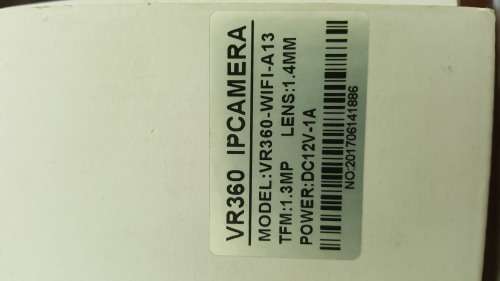 VR360 IPCAMERA
MODEL:VR360-WIFI-A13
TFM:1.3MP LENS:1.4MM
POWER:DC12V-1A
NO:201706141886